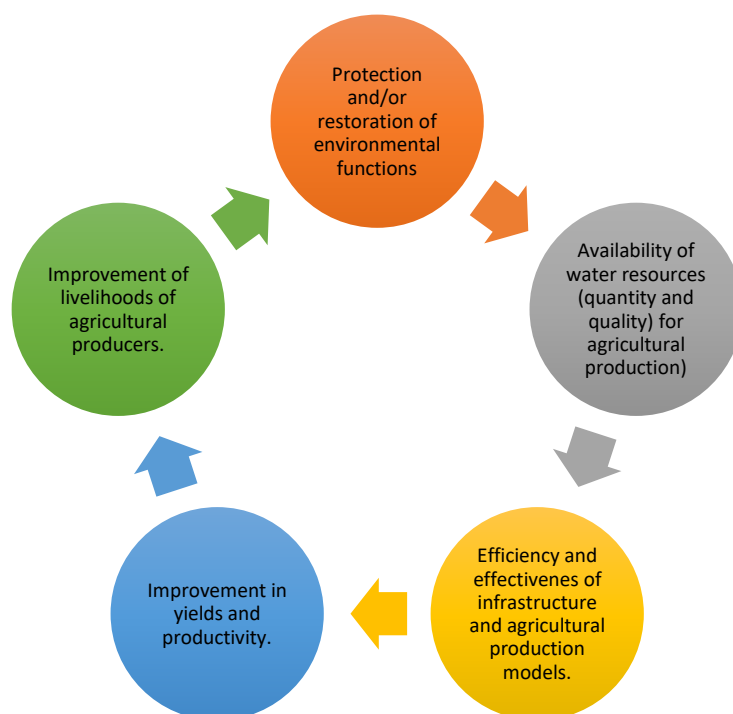 Protection
and/or
restoration of
environmental
functions
Availability of
water resources
(quantity and
quality) for
agricultural
production)
Efficiency and
effectivenes of
infrastructure
and agricultural
production
models.
Improvement in
yields and
productivity.
Improvement of
livelihoods of
agricultural
producers.